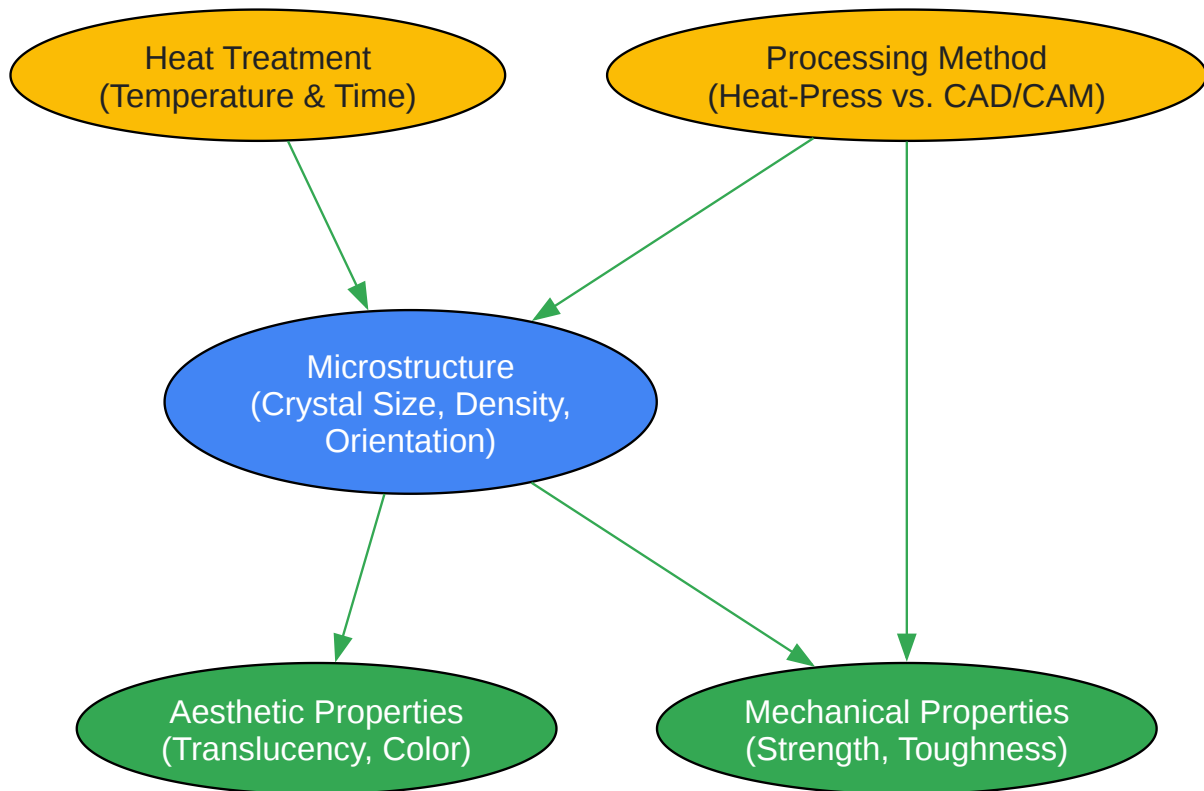 Heat Treatment
(Temperature & Time)
Processing Method
(Heat-Press vs. CAD/CAM)
Microstructure
(Crystal Size, Density,
Orientation)
Aesthetic Properties
(Translucency, Color)
Mechanical Properties
(Strength, Toughness)